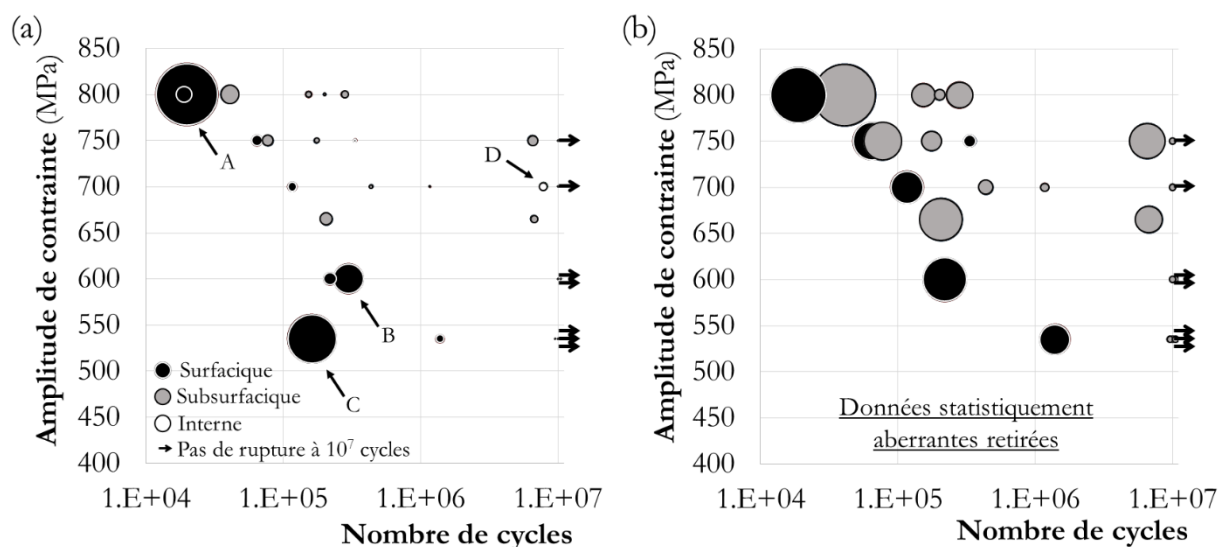 (a)
Amplitude de contrainte (MPa)
850
800
750
700
650
600
550
500
450
400
A
D
B
C
Surfacique
Subsurfacique
Interne
Pas de rupture à 10⁷ cycles
1.E+04 1.E+05 1.E+06 1.E+07
Nombre de cycles
(b)
Amplitude de contrainte (MPa)
850
800
750
700
650
600
550
500
450
400
Données statistiquement
aberrantes retirées
1.E+04 1.E+05 1.E+06 1.E+07
Nombre de cycles